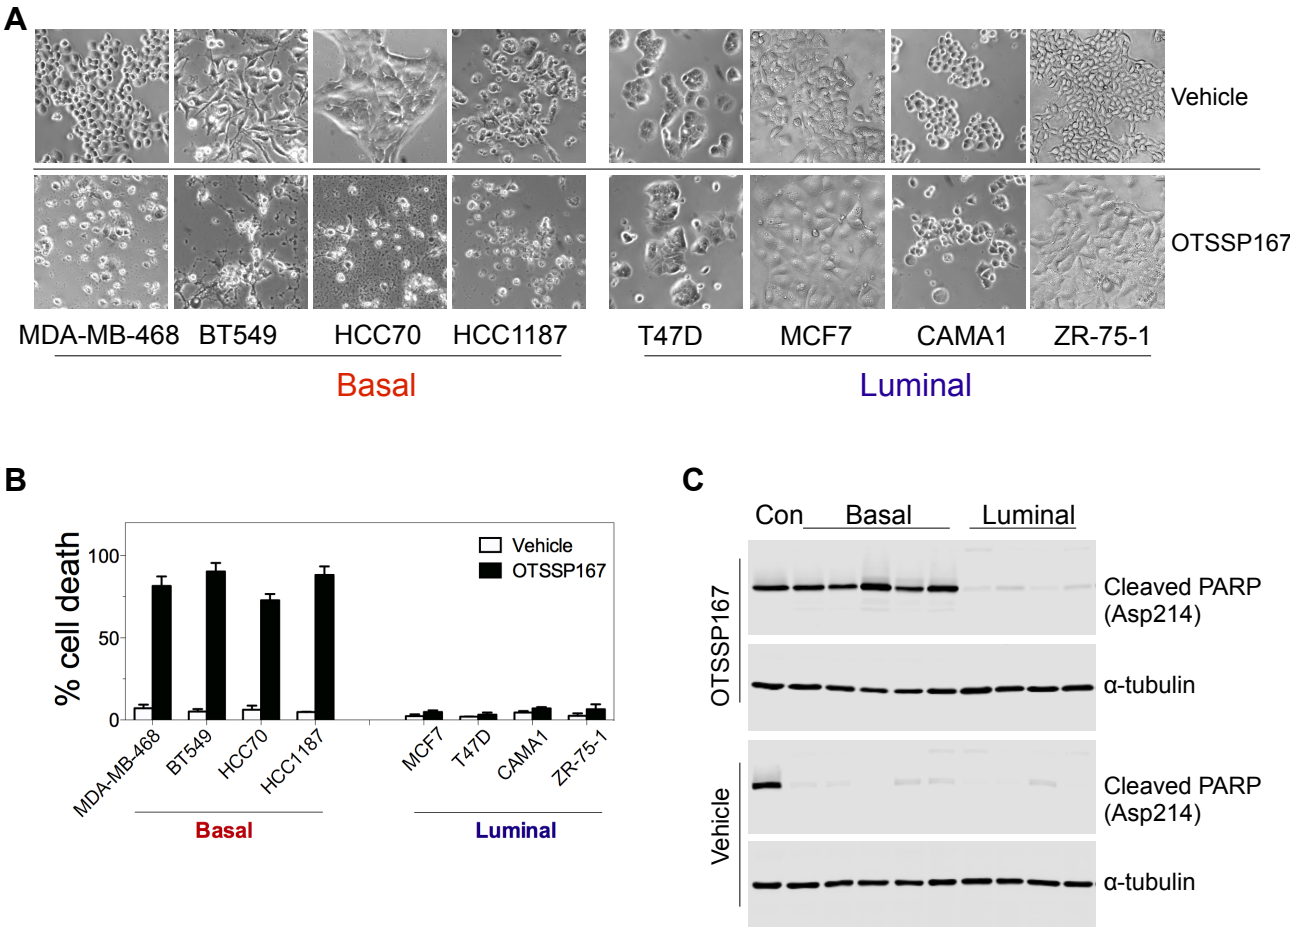 A
Vehicle
OTSSP167
MDA-MB-468 BT549 HCC70 HCC1187 T47D MCF7 CAMA1 ZR-75-1
Basal Luminal
B
% cell death
100
50
0
Vehicle
OTSSP167
MDA-MB-468
BT549
HCC70
HCC1187
MCF7
T47D
CAMA1
ZR-75-1
Basal Luminal
C
Con Basal Luminal
OTSSP167
Cleaved PARP
(Asp214)
α-tubulin
Vehicle
Cleaved PARP
(Asp214)
α-tubulin